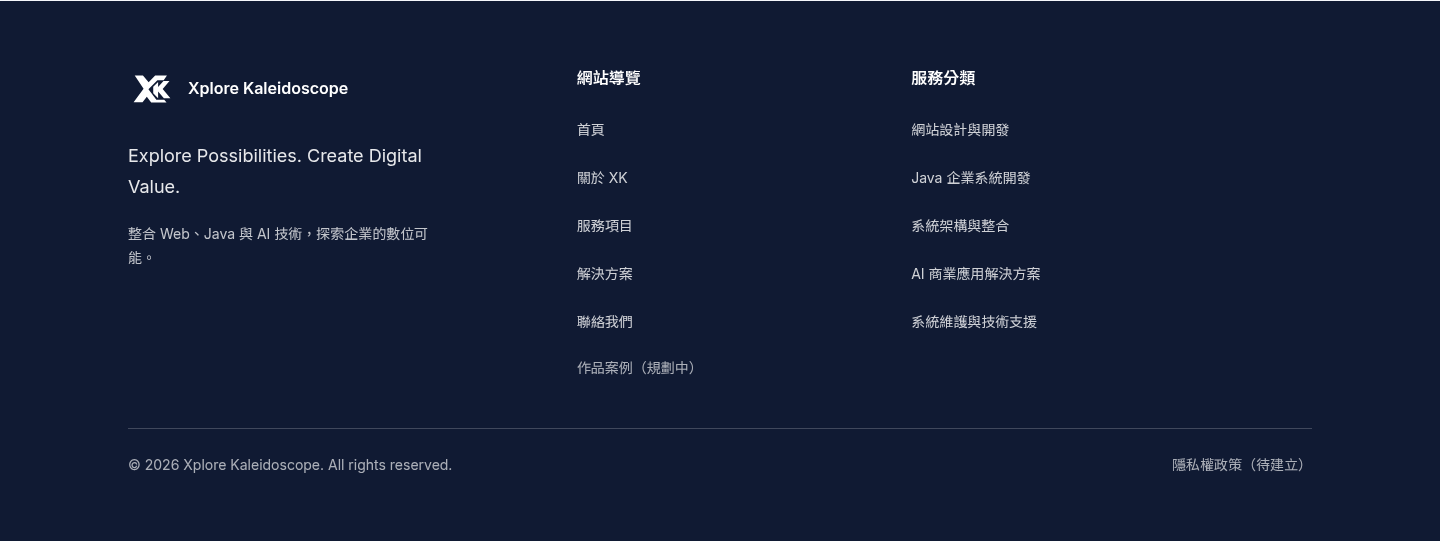 XK
Xplore Kaleidoscope
Explore Possibilities. Create Digital
Value.
整合 Web、Java 與 AI 技術，探索企業的數位可
能。
網站導覽
首頁
關於 XK
服務項目
解決方案
聯絡我們
作品案例（規劃中）
服務分類
網站設計與開發
Java 企業系統開發
系統架構與整合
AI 商業應用解決方案
系統維護與技術支援
© 2026 Xplore Kaleidoscope. All rights reserved.
隱私權政策（待建立）